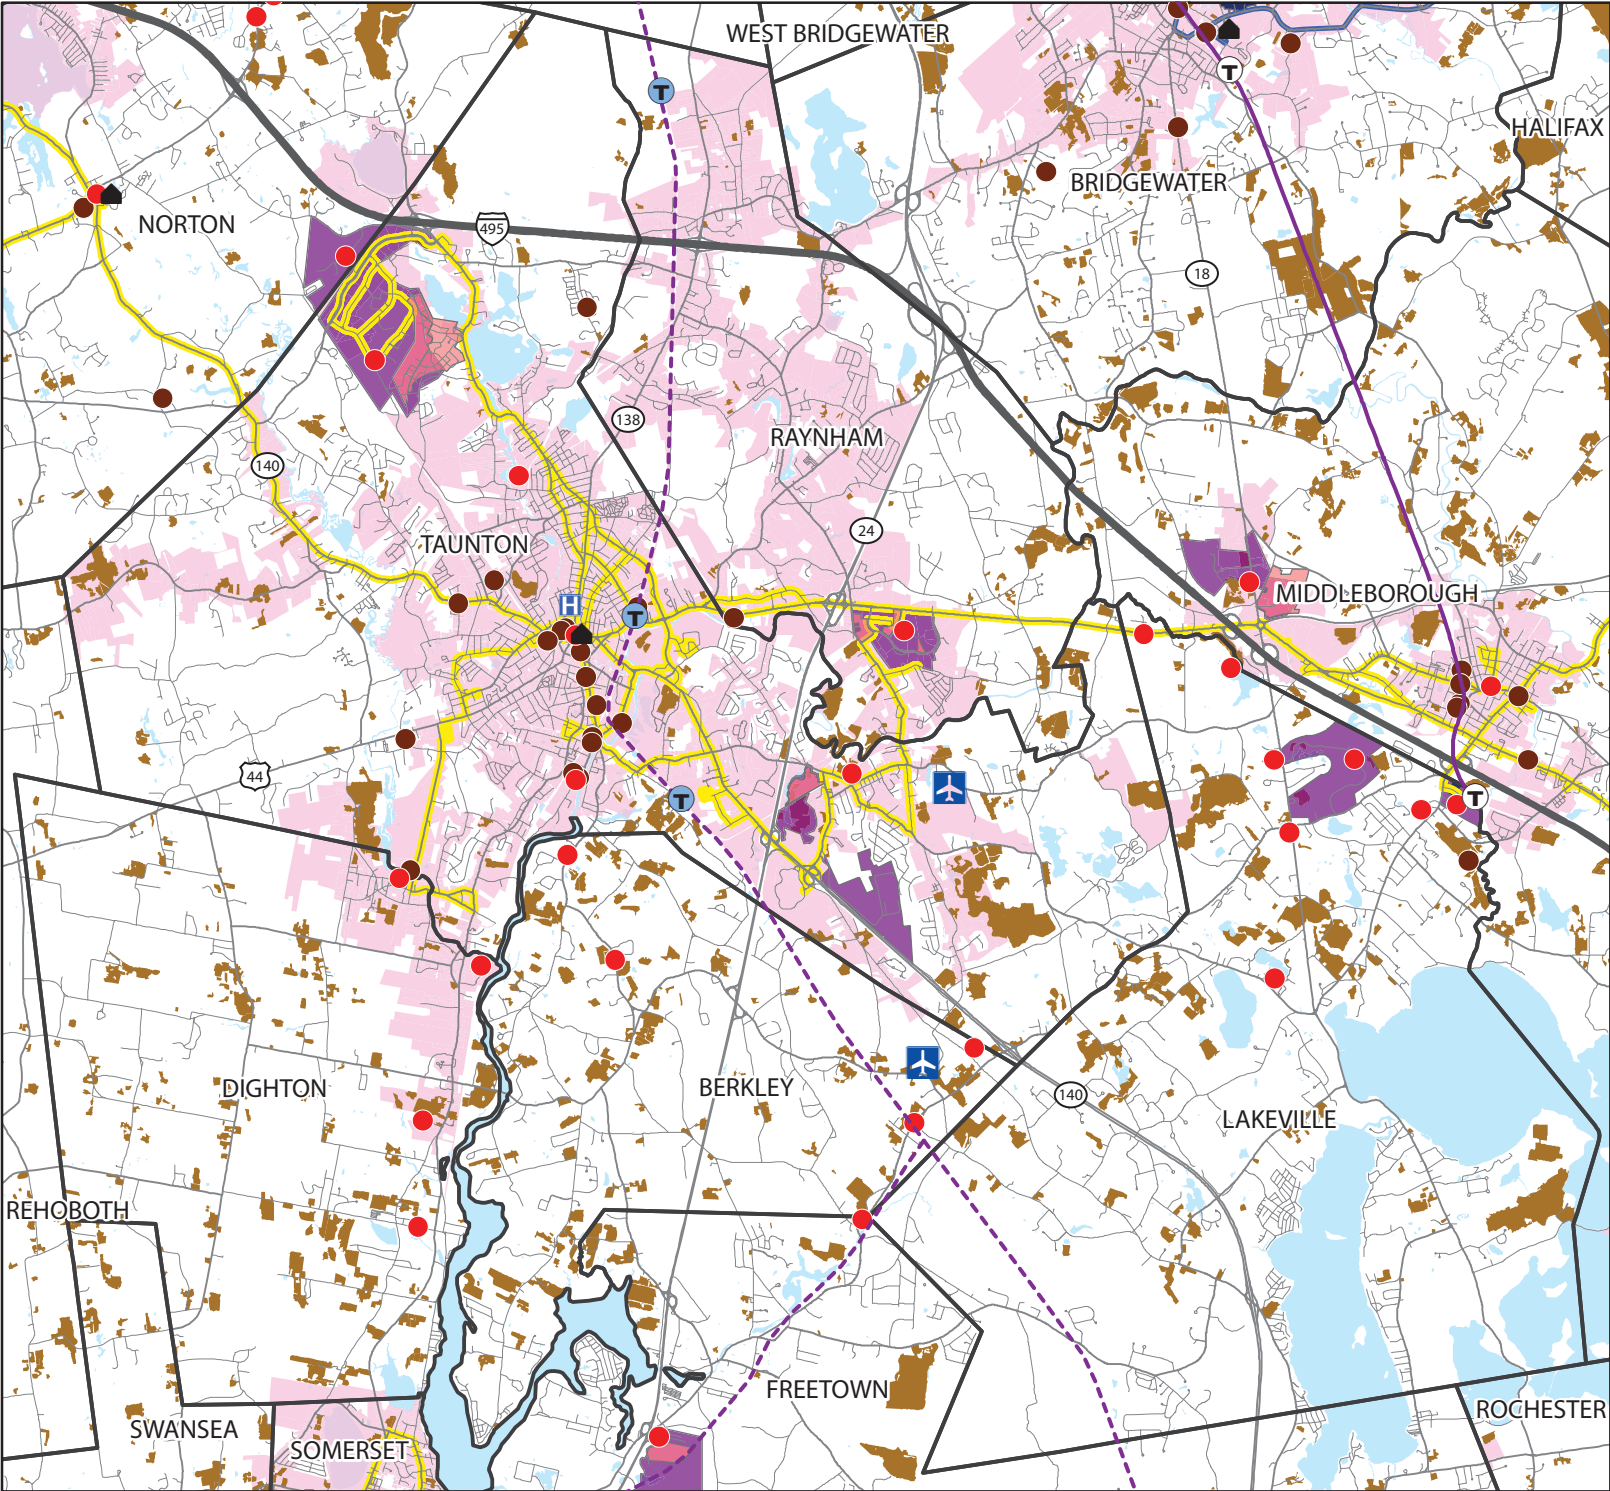 WEST BRIDGEWATER
T
T
T
HALIFAX
BRIDGEWATER
NORTON
495
18
138
RAYNHAM
140
24
TAUNTON
H
T
MIDDLEBOROUGH
44
T
T
DIGHTON
BERKLEY
140
LAKEVILLE
REHOBOTH
FREETOWN
ROCHESTER
SWANSEA
SOMERSET